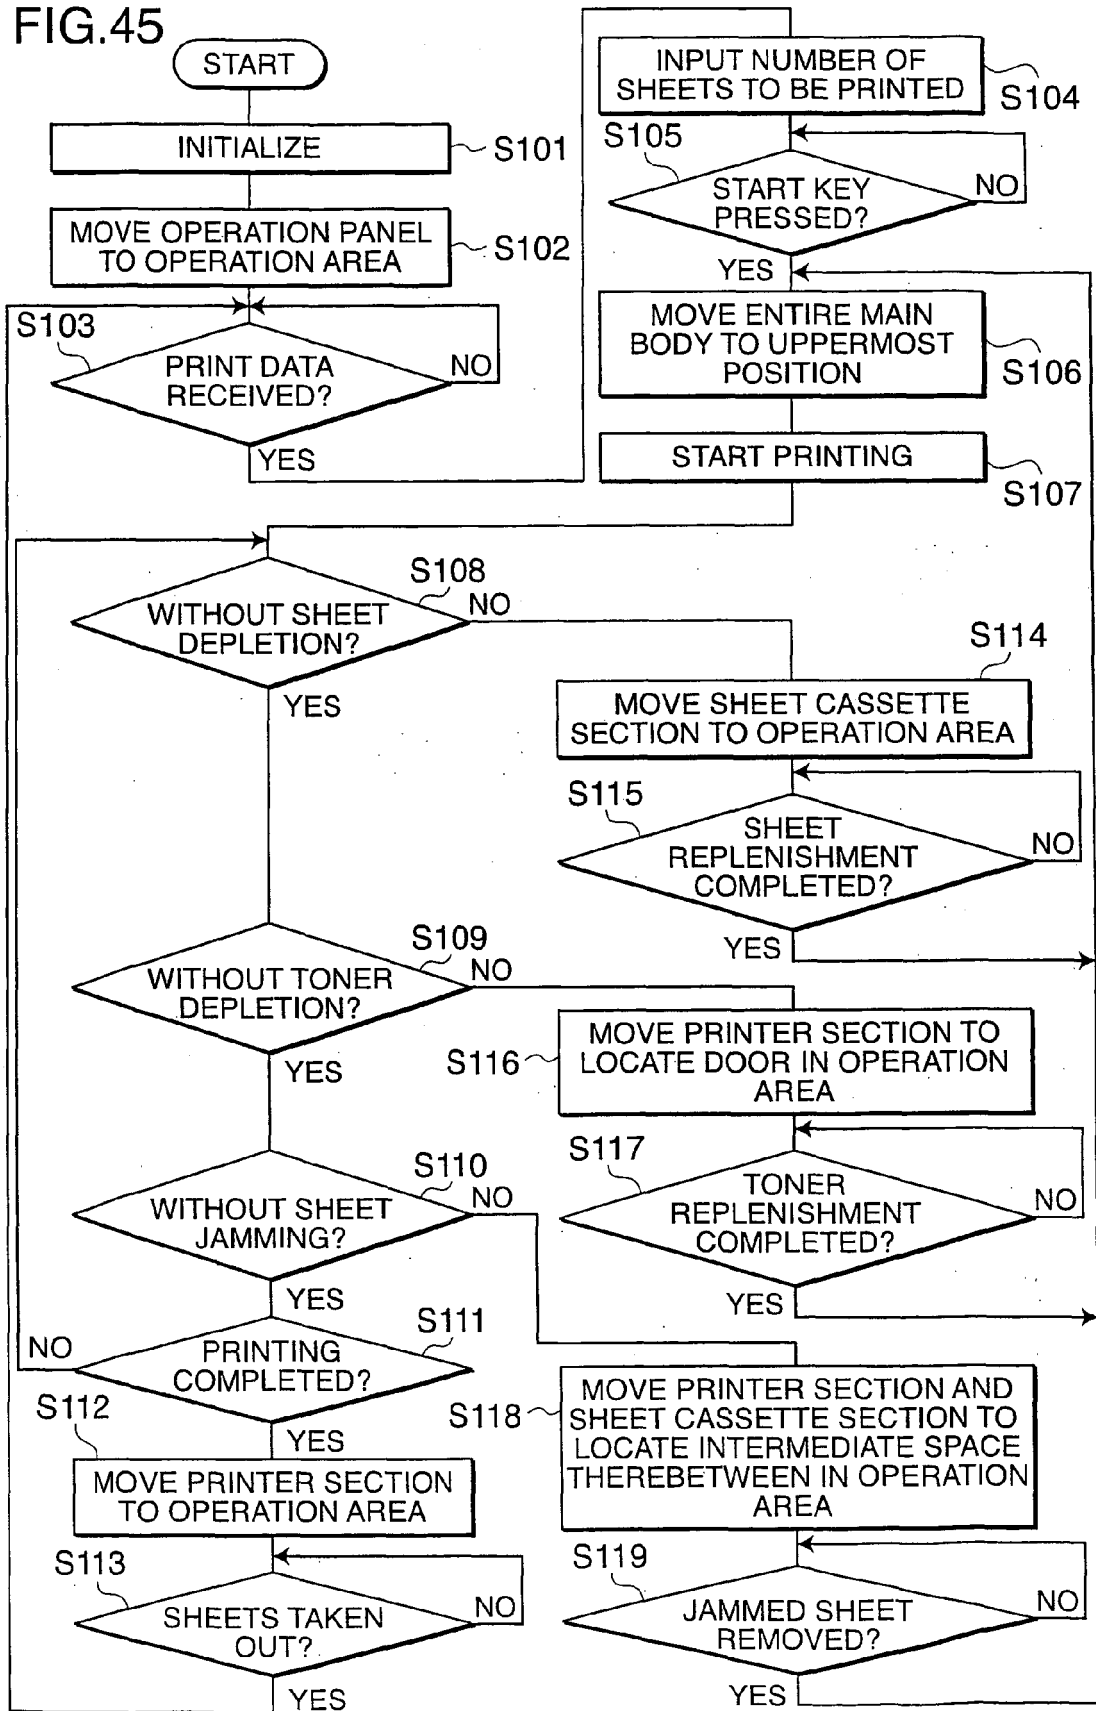 FIG.45
START
INITIALIZE
S101
MOVE OPERATION PANEL
TO OPERATION AREA
S102
S103
PRINT DATA
RECEIVED?
NO
YES
INPUT NUMBER OF
SHEETS TO BE PRINTED
S104
S105
START KEY
PRESSED?
NO
YES
MOVE ENTIRE MAIN
BODY TO UPPERMOST
POSITION
S106
START PRINTING
S107
S108
WITHOUT SHEET
DEPLETION?
NO
YES
S114
MOVE SHEET CASSETTE
SECTION TO OPERATION AREA
S115
SHEET
REPLENISHMENT
COMPLETED?
NO
YES
S109
WITHOUT TONER
DEPLETION?
NO
YES
S116
MOVE PRINTER SECTION TO
LOCATE DOOR IN OPERATION
AREA
S117
TONER
REPLENISHMENT
COMPLETED?
NO
YES
S110
WITHOUT SHEET
JAMMING?
NO
YES
S111
PRINTING
COMPLETED?
NO
YES
S112
MOVE PRINTER SECTION
TO OPERATION AREA
S113
SHEETS TAKEN
OUT?
NO
YES
S118
MOVE PRINTER SECTION AND
SHEET CASSETTE SECTION TO
LOCATE INTERMEDIATE SPACE
THEREBETWEEN IN OPERATION
AREA
S119
JAMMED SHEET
REMOVED?
NO
YES